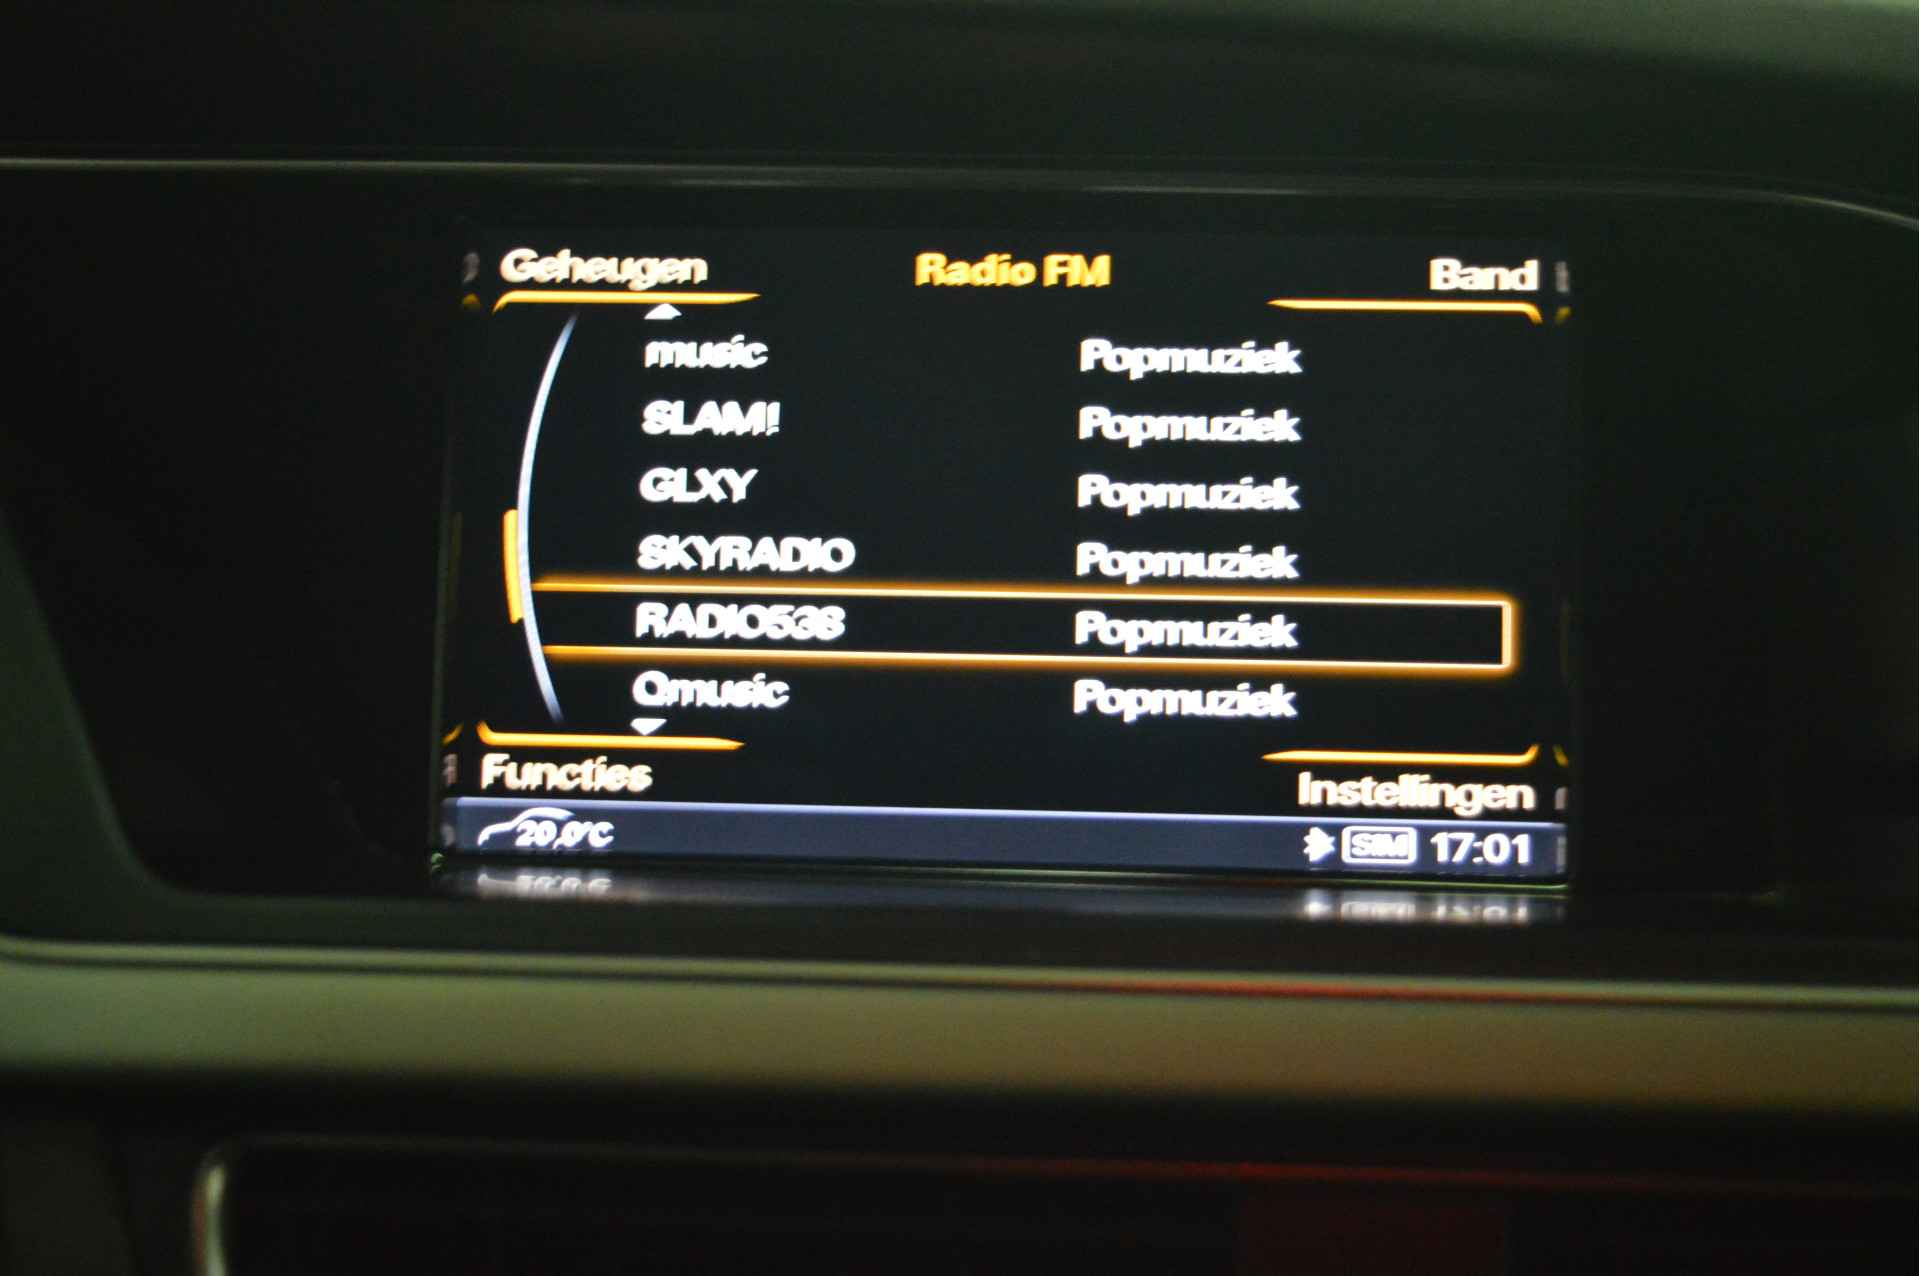 Geheugen Radio FM Band
music Popmuziek
SLAM! Popmuziek
GLXY Popmuziek
SKYRADIO Popmuziek
RADIO538 Popmuziek
Qmusic Popmuziek
Functies Instellingen
20,0°C SIM 17:01